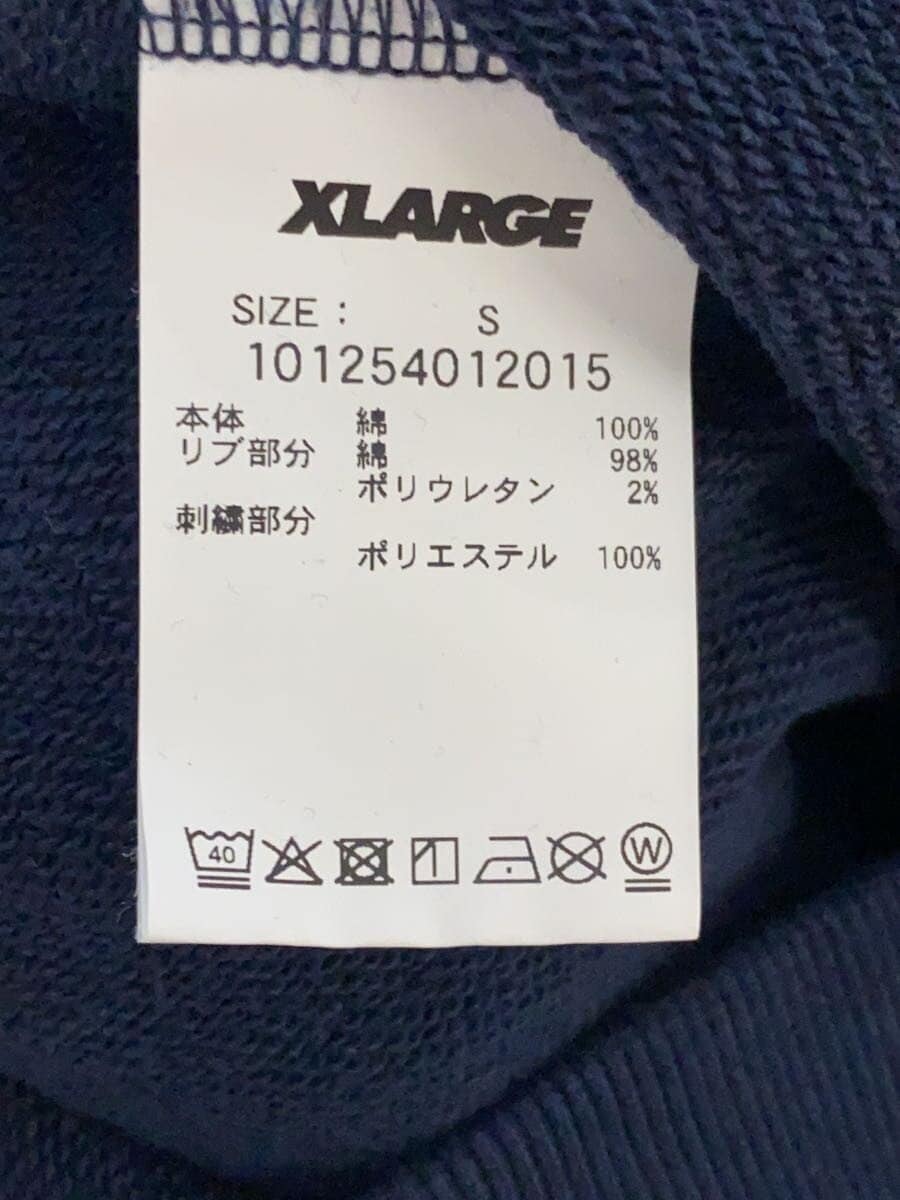 XLARGE
SIZE : S
101254012015
本体 綿 100%
リブ部分 綿 98%
ポリウレタン 2%
刺繍部分
ポリエステル 100%
40 W